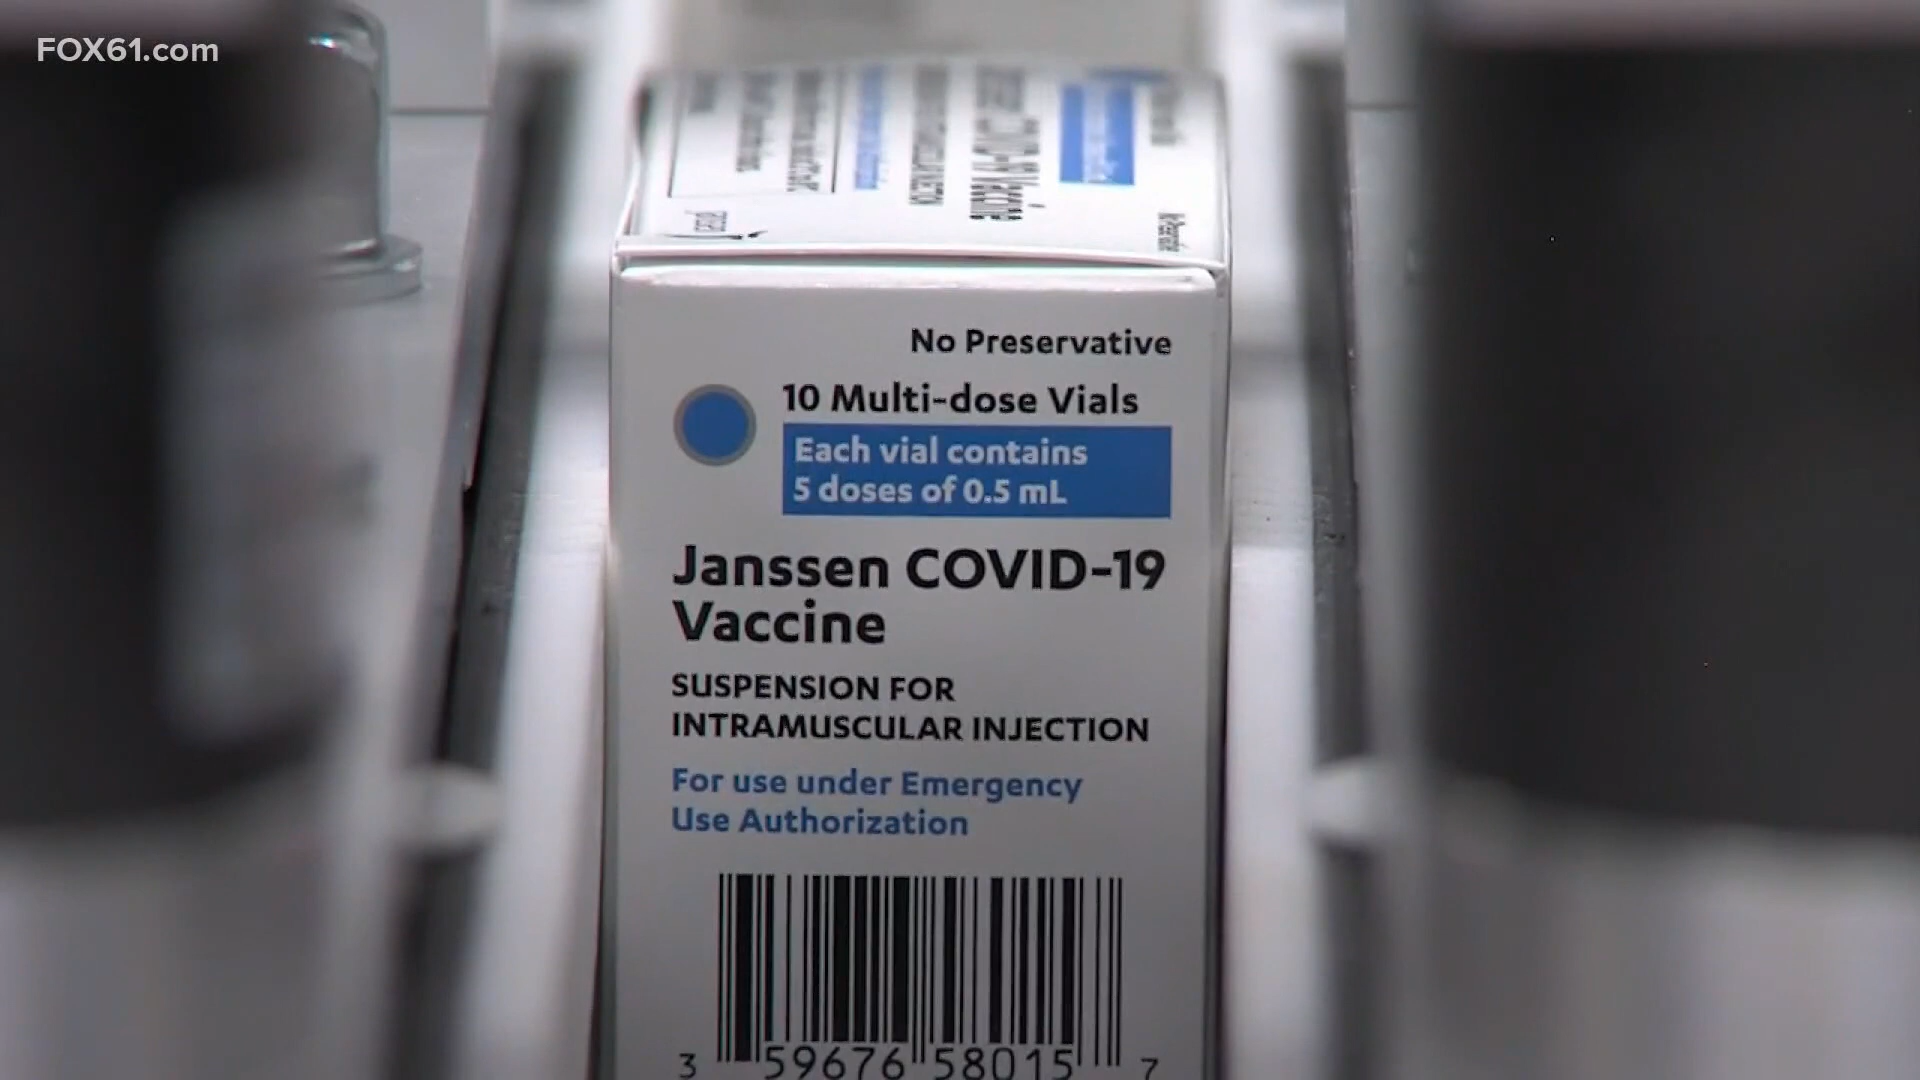 FOX61.com
No Preservative
10 Multi-dose Vials
Each vial contains
5 doses of 0.5 mL
Janssen COVID-19
Vaccine
SUSPENSION FOR
INTRAMUSCULAR INJECTION
For use under Emergency
Use Authorization
3 59676 58015 7